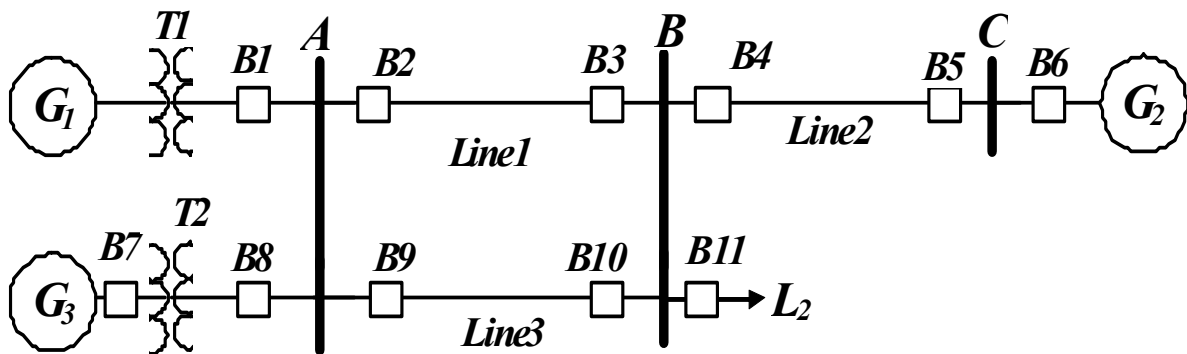 T1 A B C
B1 B2 B3 B4 B5 B6
G1 G2
Line1 Line2
T2
B7 B8 B9 B10 B11
G3 L2
Line3